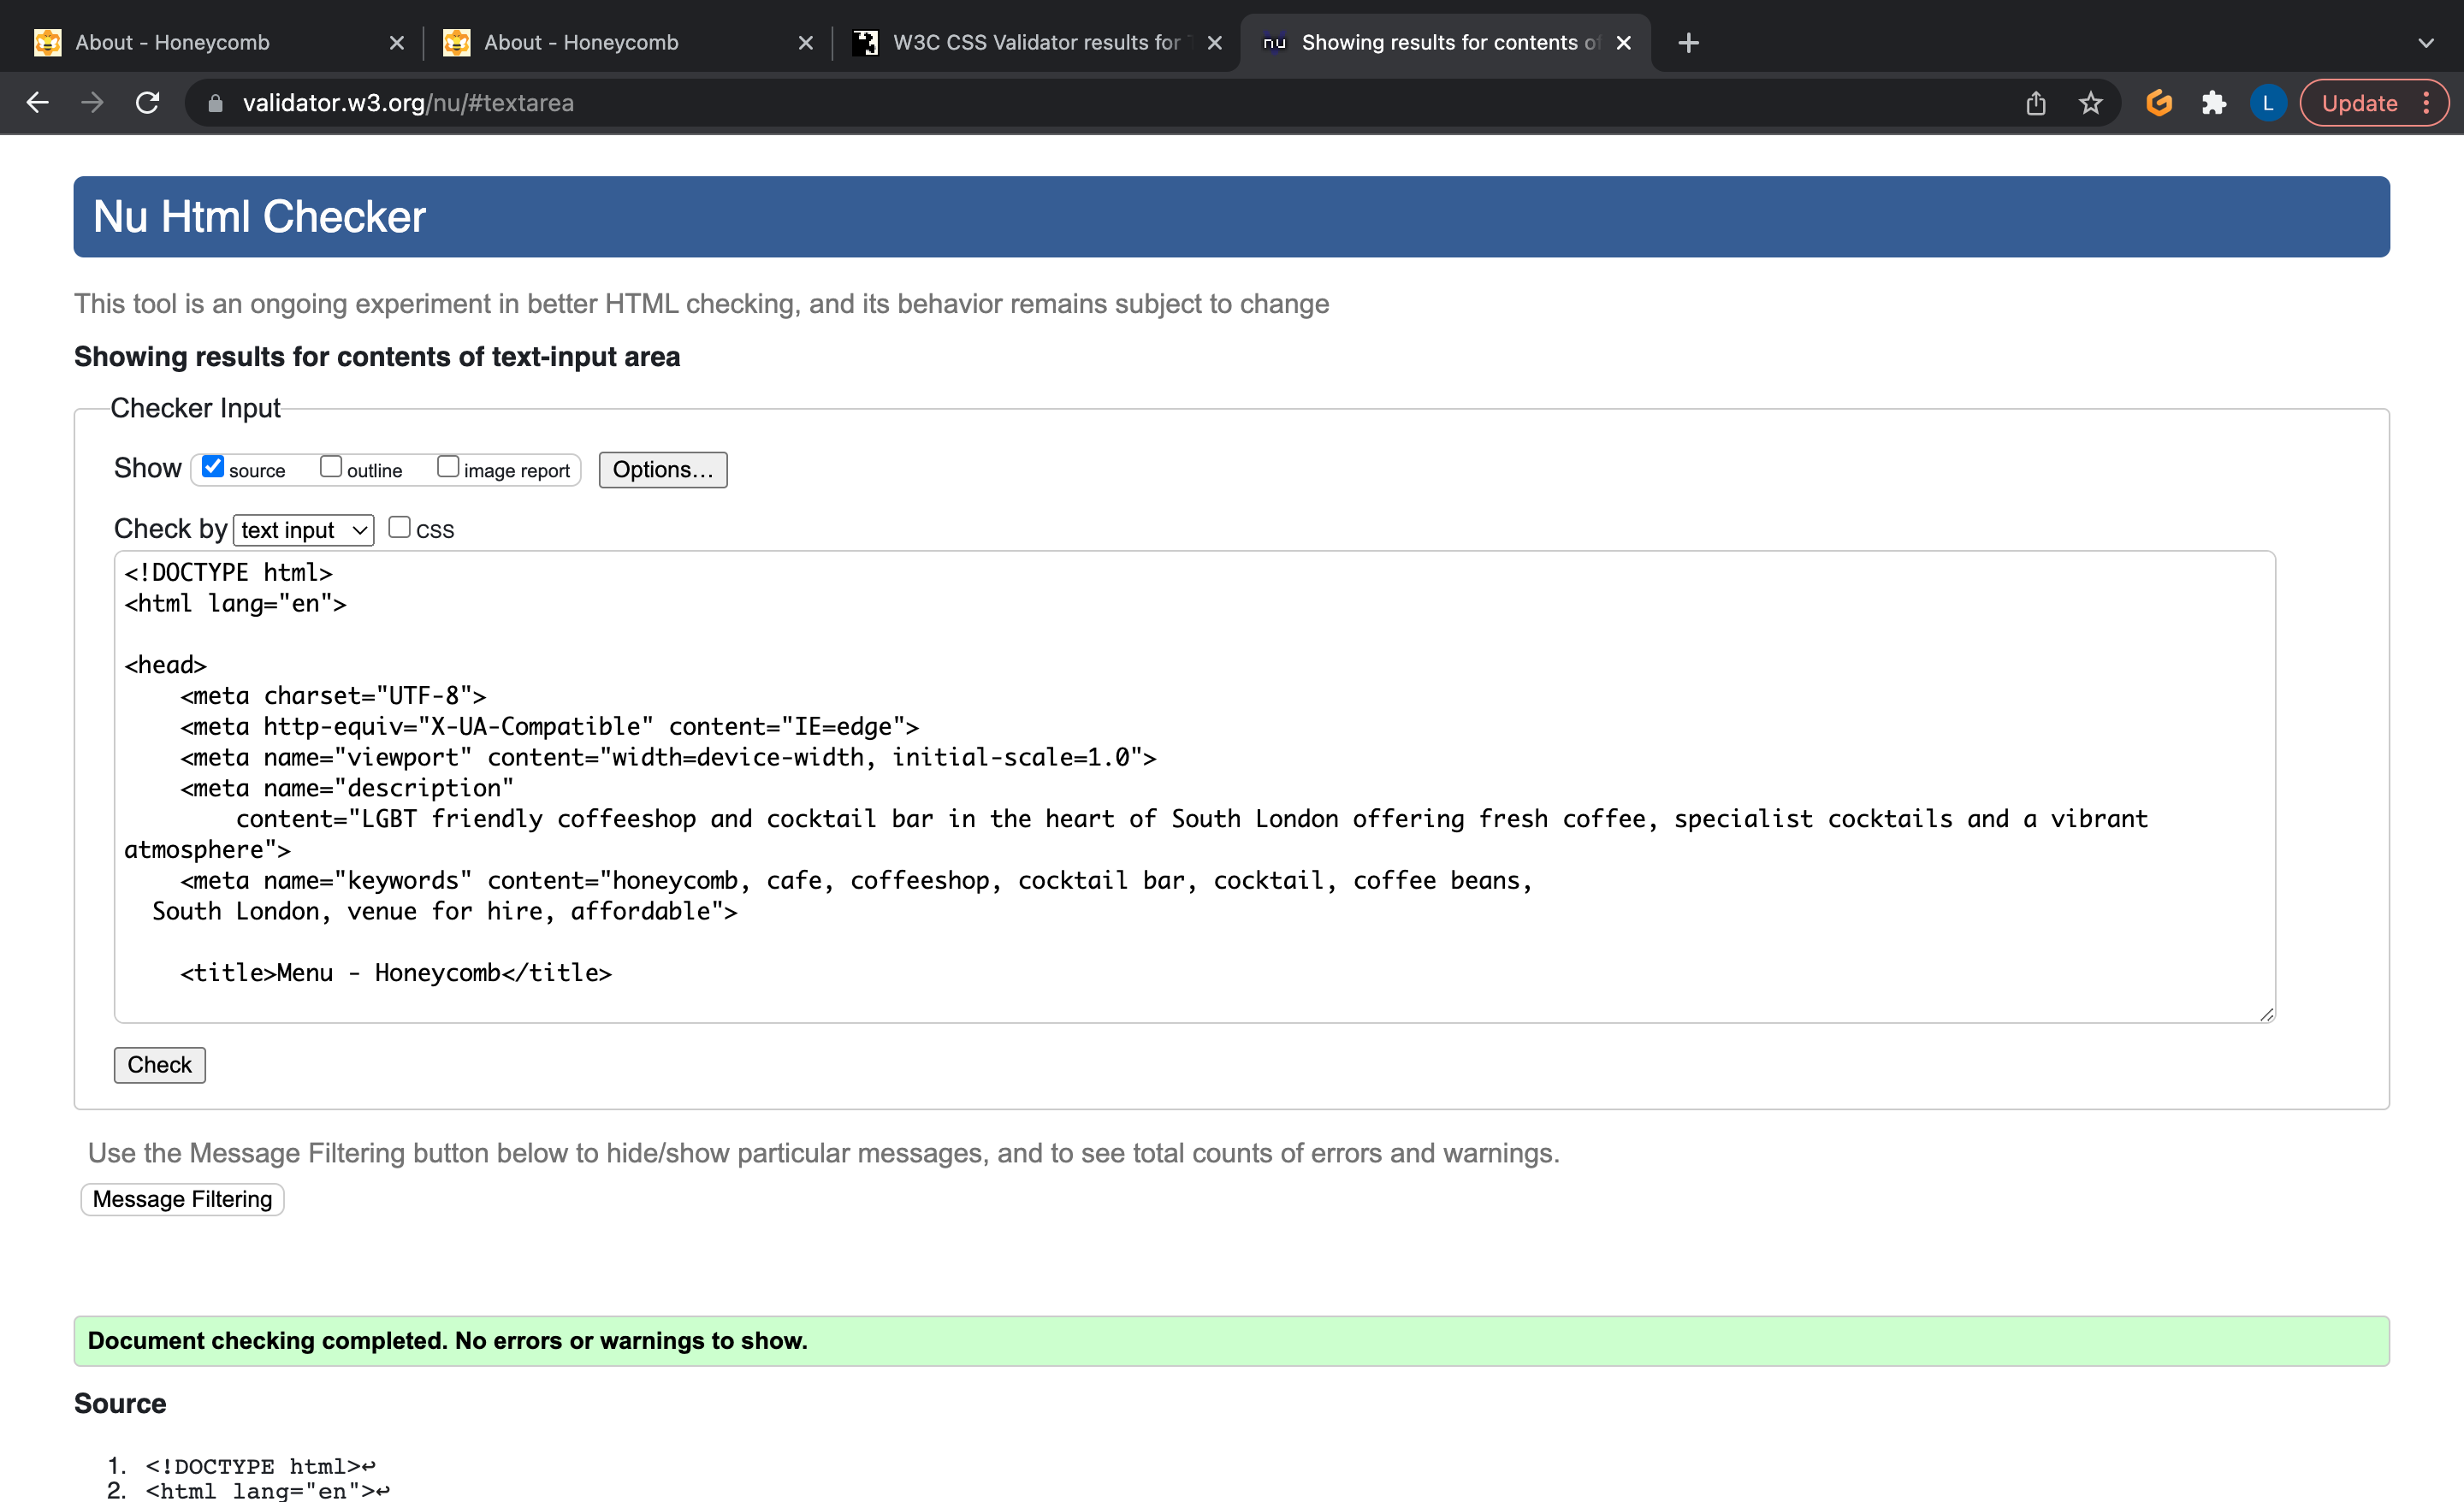 About - Honeycomb
About - Honeycomb
W3C CSS Validator results for
nu Showing results for contents of
validator.w3.org/nu/#textarea
L
Update
Nu Html Checker
This tool is an ongoing experiment in better HTML checking, and its behavior remains subject to change
Showing results for contents of text-input area
Checker Input
Show source outline image report Options...
Check by text input CSS
<!DOCTYPE html>
<html lang="en">
<head>
<meta charset="UTF-8">
<meta http-equiv="X-UA-Compatible" content="IE=edge">
<meta name="viewport" content="width=device-width, initial-scale=1.0">
<meta name="description"
content="LGBT friendly coffeeshop and cocktail bar in the heart of South London offering fresh coffee, specialist cocktails and a vibrant
atmosphere">
<meta name="keywords" content="honeycomb, cafe, coffeeshop, cocktail bar, cocktail, coffee beans,
South London, venue for hire, affordable">
<title>Menu - Honeycomb</title>
Check
Use the Message Filtering button below to hide/show particular messages, and to see total counts of errors and warnings.
Message Filtering
Document checking completed. No errors or warnings to show.
Source
1. <!DOCTYPE html>↩
2. <html lang="en">↩